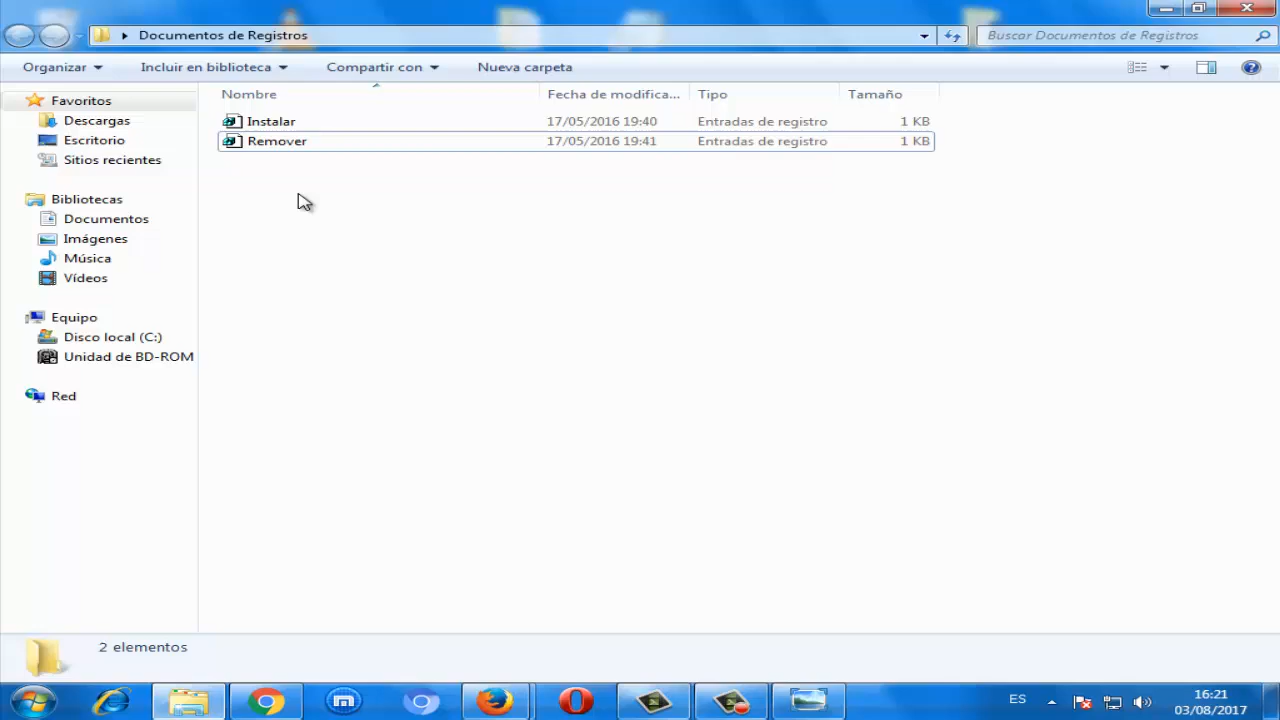 Documentos de Registros
Buscar Documentos de Registros
Organizar
Incluir en biblioteca
Compartir con
Nueva carpeta
Nombre
Fecha de modifica...
Tipo
Tamaño
Instalar
17/05/2016 19:40
Entradas de registro
1 KB
Remover
17/05/2016 19:41
Entradas de registro
1 KB
Favoritos
Descargas
Escritorio
Sitios recientes
Bibliotecas
Documentos
Imágenes
Música
Vídeos
Equipo
Disco local (C:)
Unidad de BD-ROM
Red
2 elementos
ES
16:21
03/08/2017